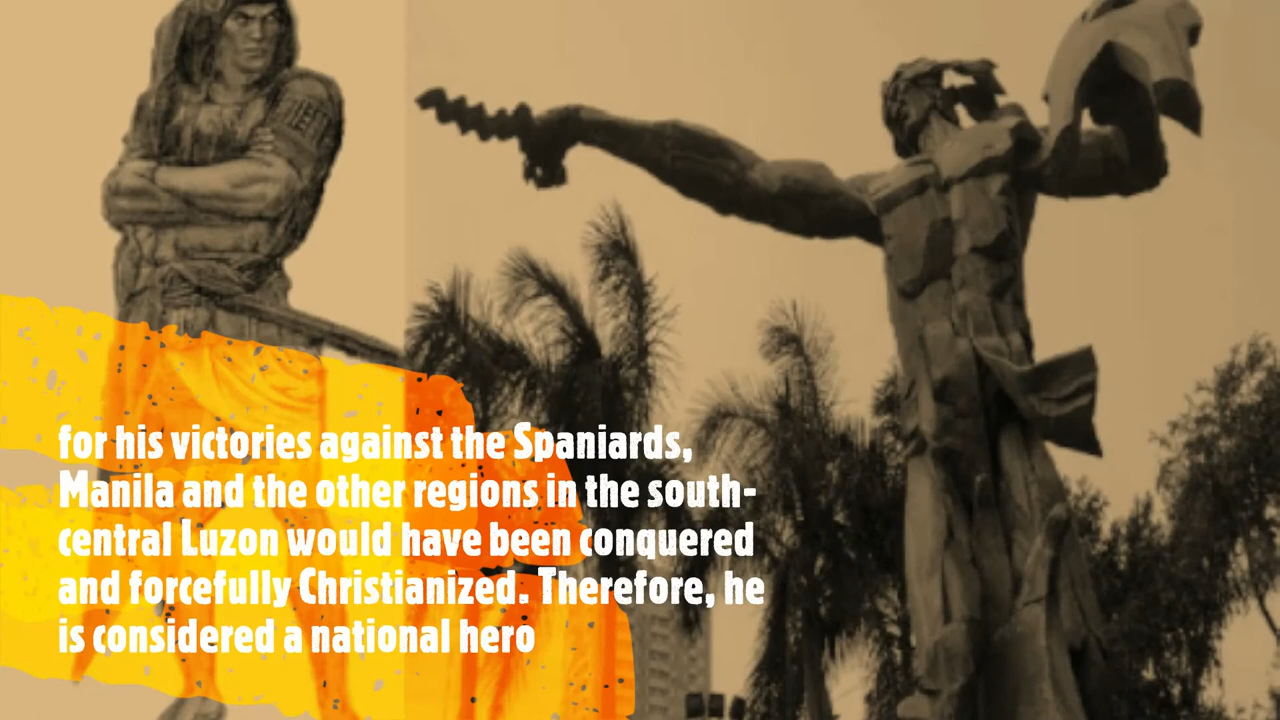 for his victories against the Spaniards,
Manila and the other regions in the south-
central Luzon would have been conquered
and forcefully Christianized. Therefore, he
is considered a national hero